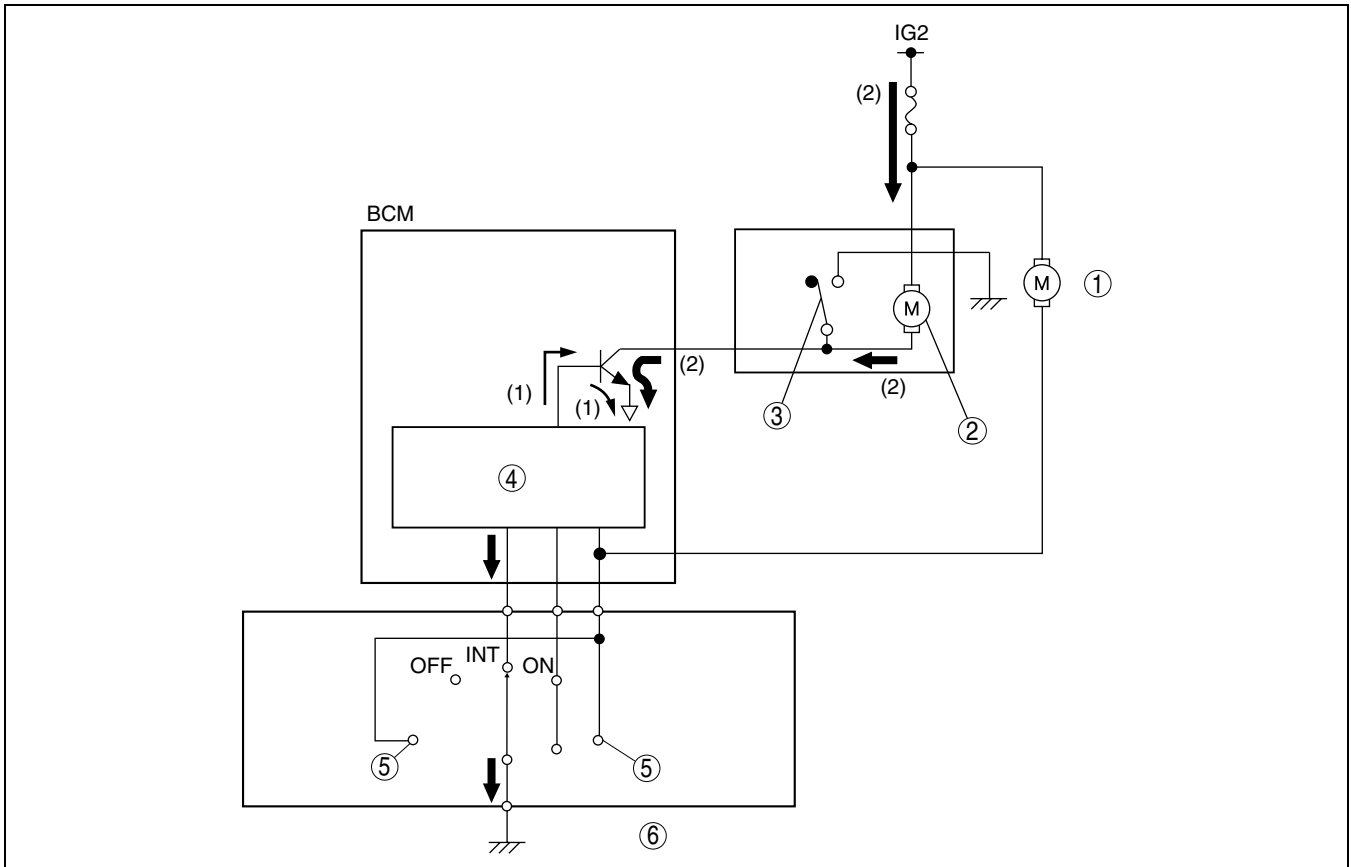 IG2
(2)
BCM
M
①
M
(2)
(1)
(1)
(2)
③
②
④
INT
OFF
ON
⑤
⑤
⑥